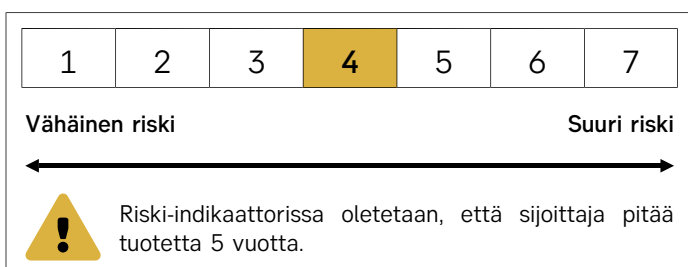 1 2 3 4 5 6 7
Vähäinen riski Suuri riski
Riski-indikaattorissa oletetaan, että sijoittaja pitää
tuotetta 5 vuotta.